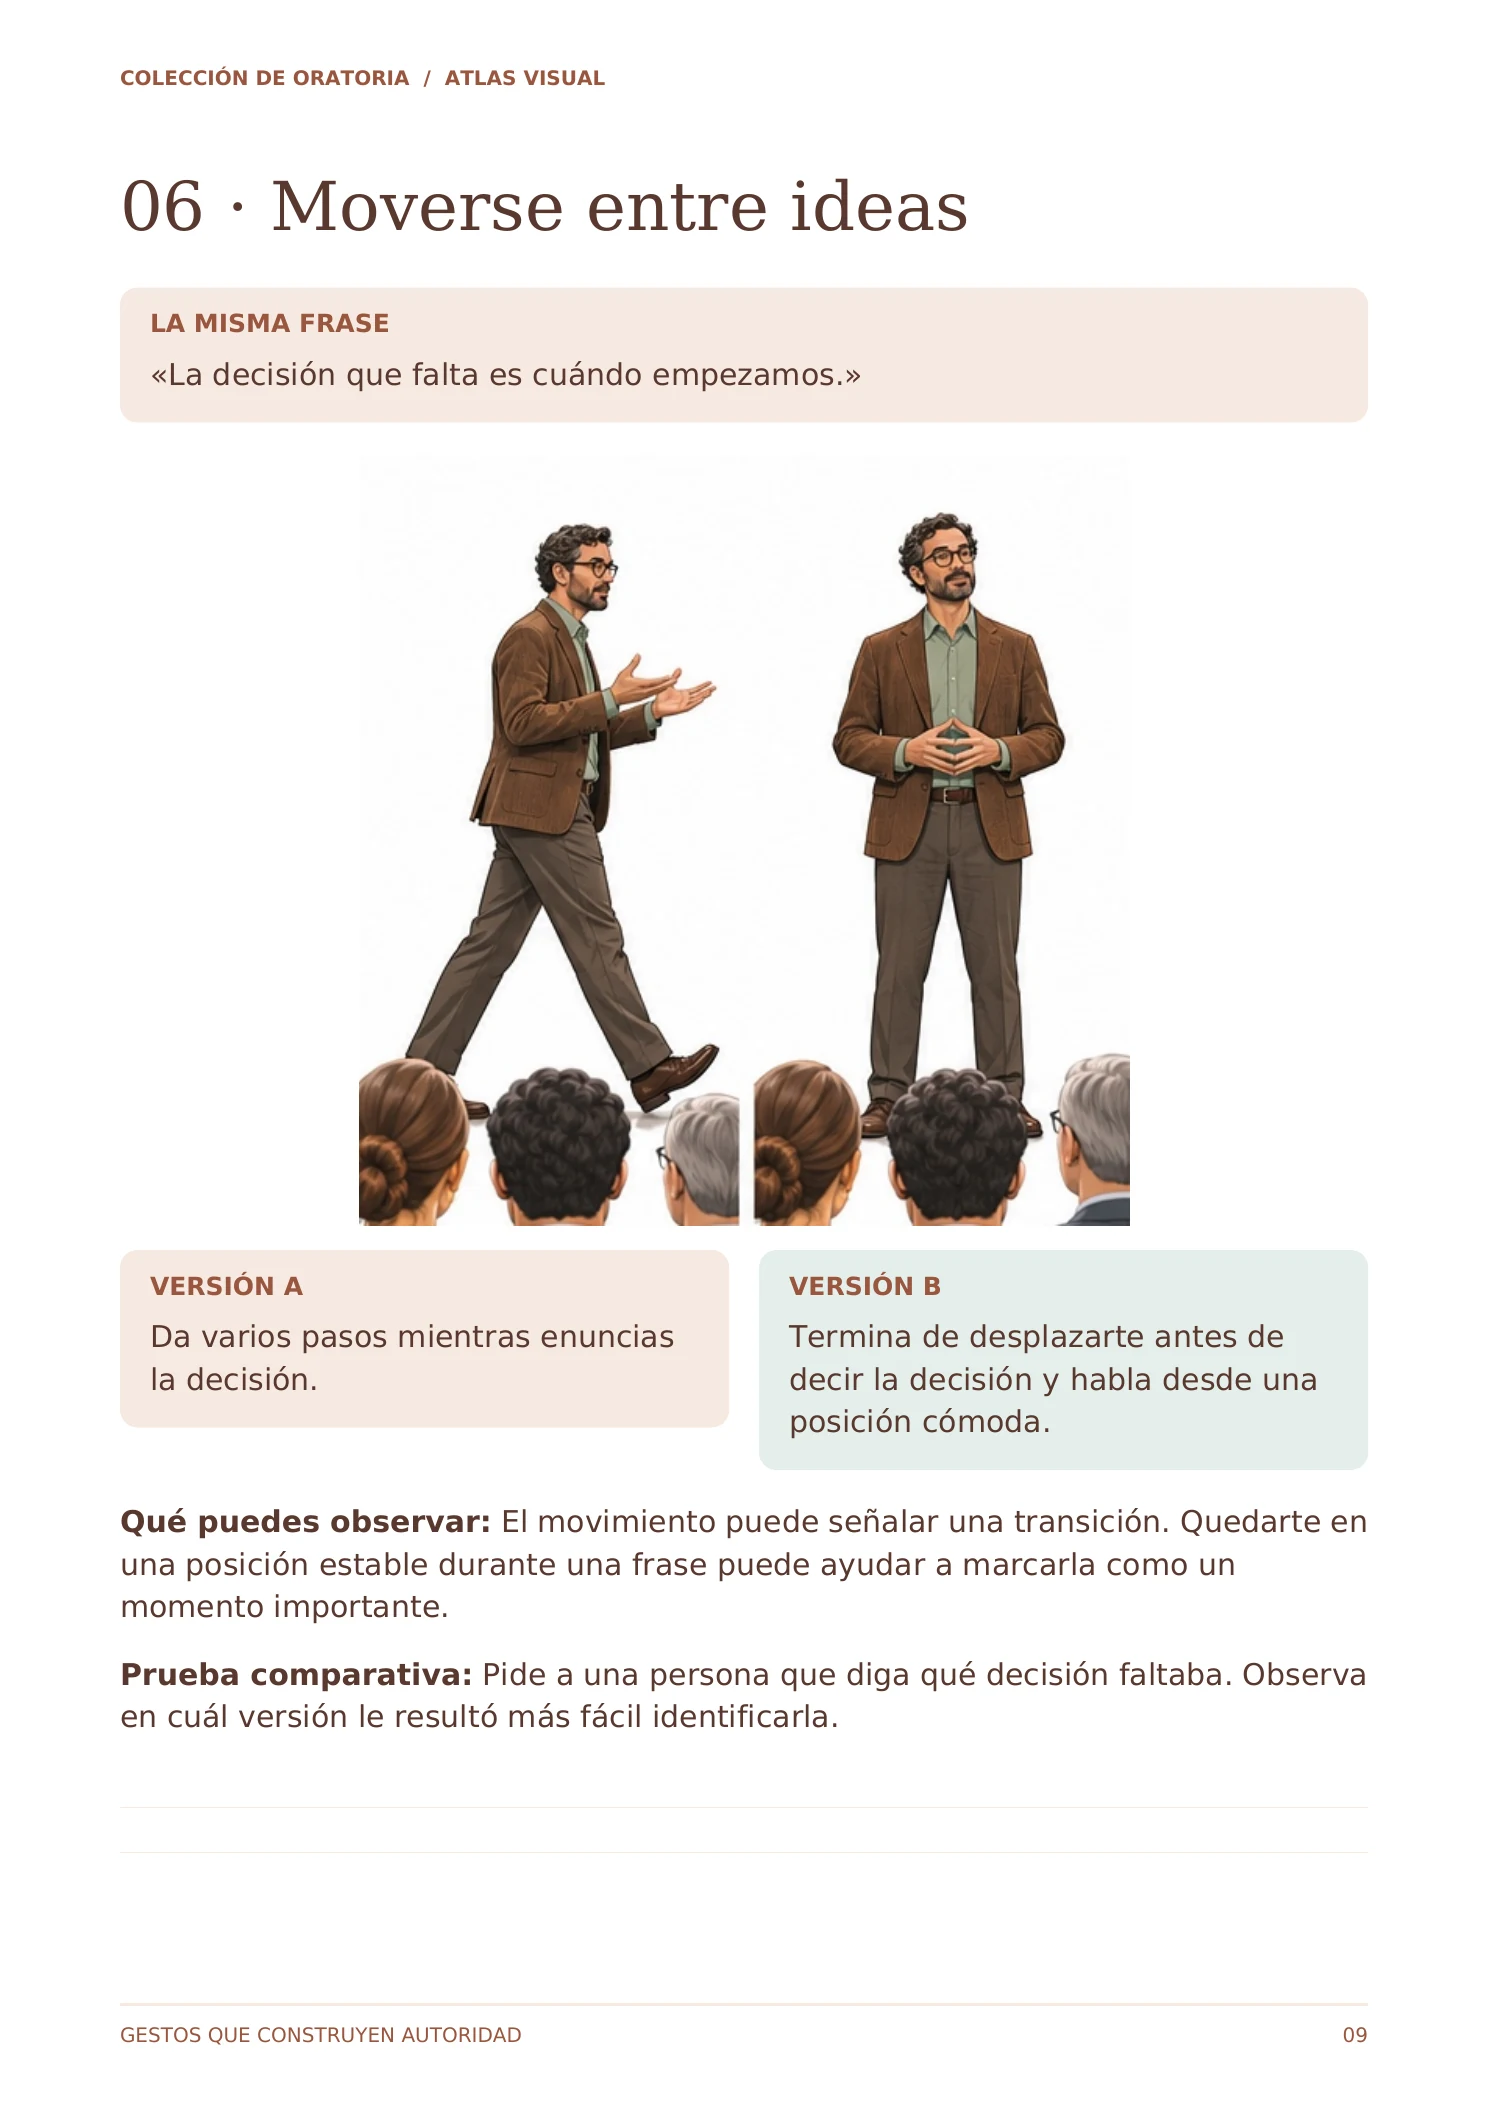 COLECCIÓN DE ORATORIA / ATLAS VISUAL
06 · Moverse entre ideas
LA MISMA FRASE
«La decisión que falta es cuándo empezamos.»
VERSIÓN A
Da varios pasos mientras enuncias
la decisión.
VERSIÓN B
Termina de desplazarte antes de
decir la decisión y habla desde una
posición cómoda.
Qué puedes observar: El movimiento puede señalar una transición. Quedarte en
una posición estable durante una frase puede ayudar a marcarla como un
momento importante.
Prueba comparativa: Pide a una persona que diga qué decisión faltaba. Observa
en cuál versión le resultó más fácil identificarla.
GESTOS QUE CONSTRUYEN AUTORIDAD
09